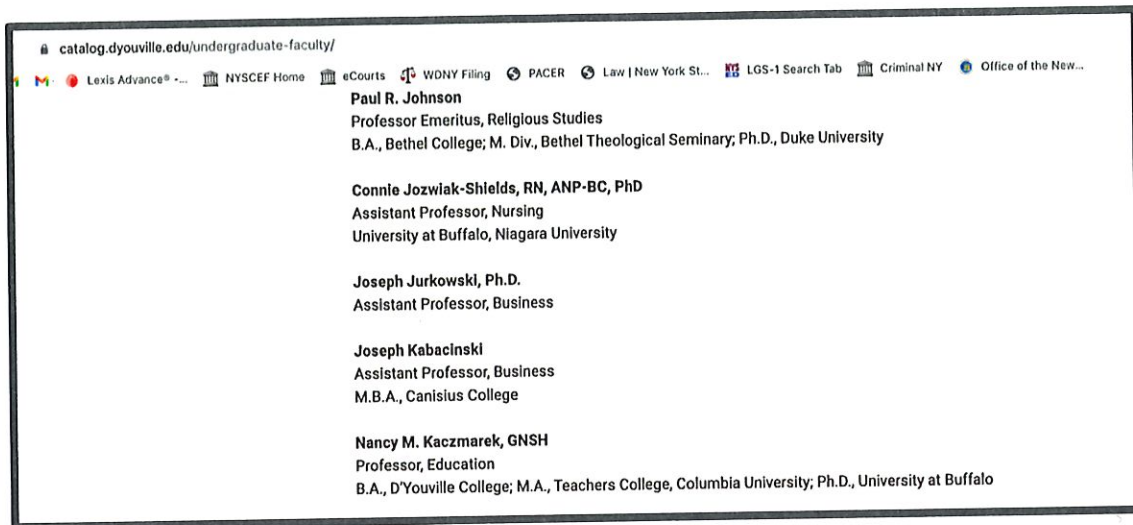 catalog.dyouville.edu/undergraduate-faculty/
Lexis Advance® -... NYSCEF Home eCourts WDNY Filing PACER Law | New York St... LGS-1 Search Tab Criminal NY Office of the New...
Paul R. Johnson
Professor Emeritus, Religious Studies
B.A., Bethel College; M. Div., Bethel Theological Seminary; Ph.D., Duke University
Connie Jozwiak-Shields, RN, ANP-BC, PhD
Assistant Professor, Nursing
University at Buffalo, Niagara University
Joseph Jurkowski, Ph.D.
Assistant Professor, Business
Joseph Kabacinski
Assistant Professor, Business
M.B.A., Canisius College
Nancy M. Kaczmarek, GNSH
Professor, Education
B.A., D'Youville College; M.A., Teachers College, Columbia University; Ph.D., University at Buffalo